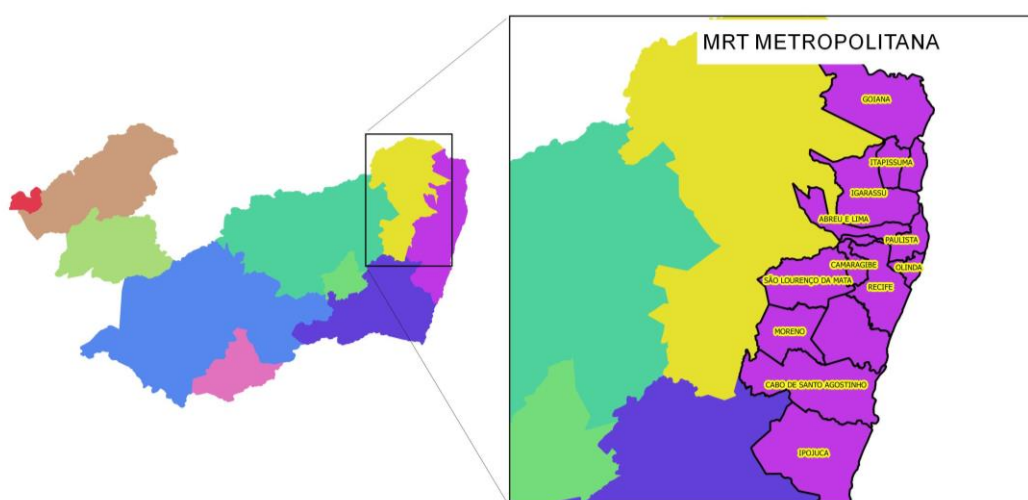 MRT METROPOLITANA
GOIANA
ITAPISSUMA
IGARASSU
ABREU E LIMA
PAULISTA
CAMARAGIBE
OLINDA
SÃO LOURENÇO DA MATA
RECIFE
MORENO
CABO DE SANTO AGOSTINHO
IPOJUCA